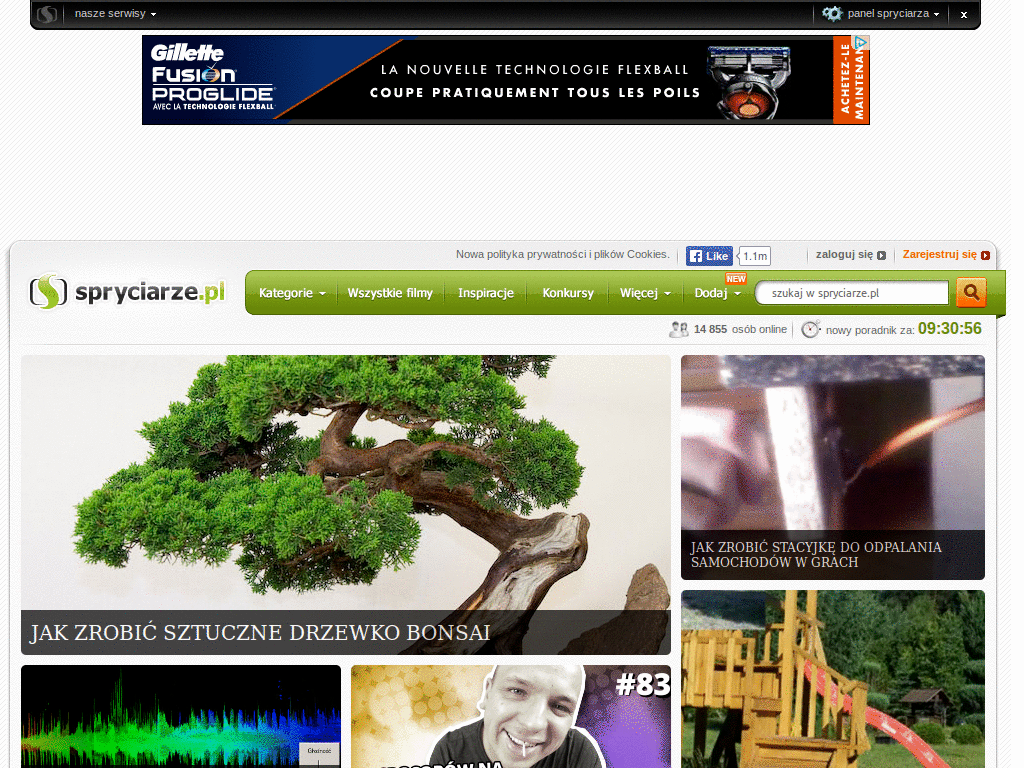 nasze serwisy
panel spryciarza
x
Gillette
FUSION
PROGLIDE
AVEC LA TECHNOLOGIE FLEXBALL
LA NOUVELLE TECHNOLOGIE FLEXBALL
COUPE PRATIQUEMENT TOUS LES POILS
ACHETEZ-LE
MAINTENANT
Nowa polityka prywatności i plików Cookies.
Like
1.1m
zaloguj się
Zarejestruj się
spryciarze.pl
Kategorie
Wszystkie filmy
Inspiracje
Konkursy
Więcej
Dodaj
NEW
szukaj w spryciarze.pl
14 855 osób online
nowy poradnik za: 09:30:56
JAK ZROBIĆ SZTUCZNE DRZEWKO BONSAI
JAK ZROBIĆ STACYJKĘ DO ODPALANIA
SAMOCHODÓW W GRACH
Głośność
#83